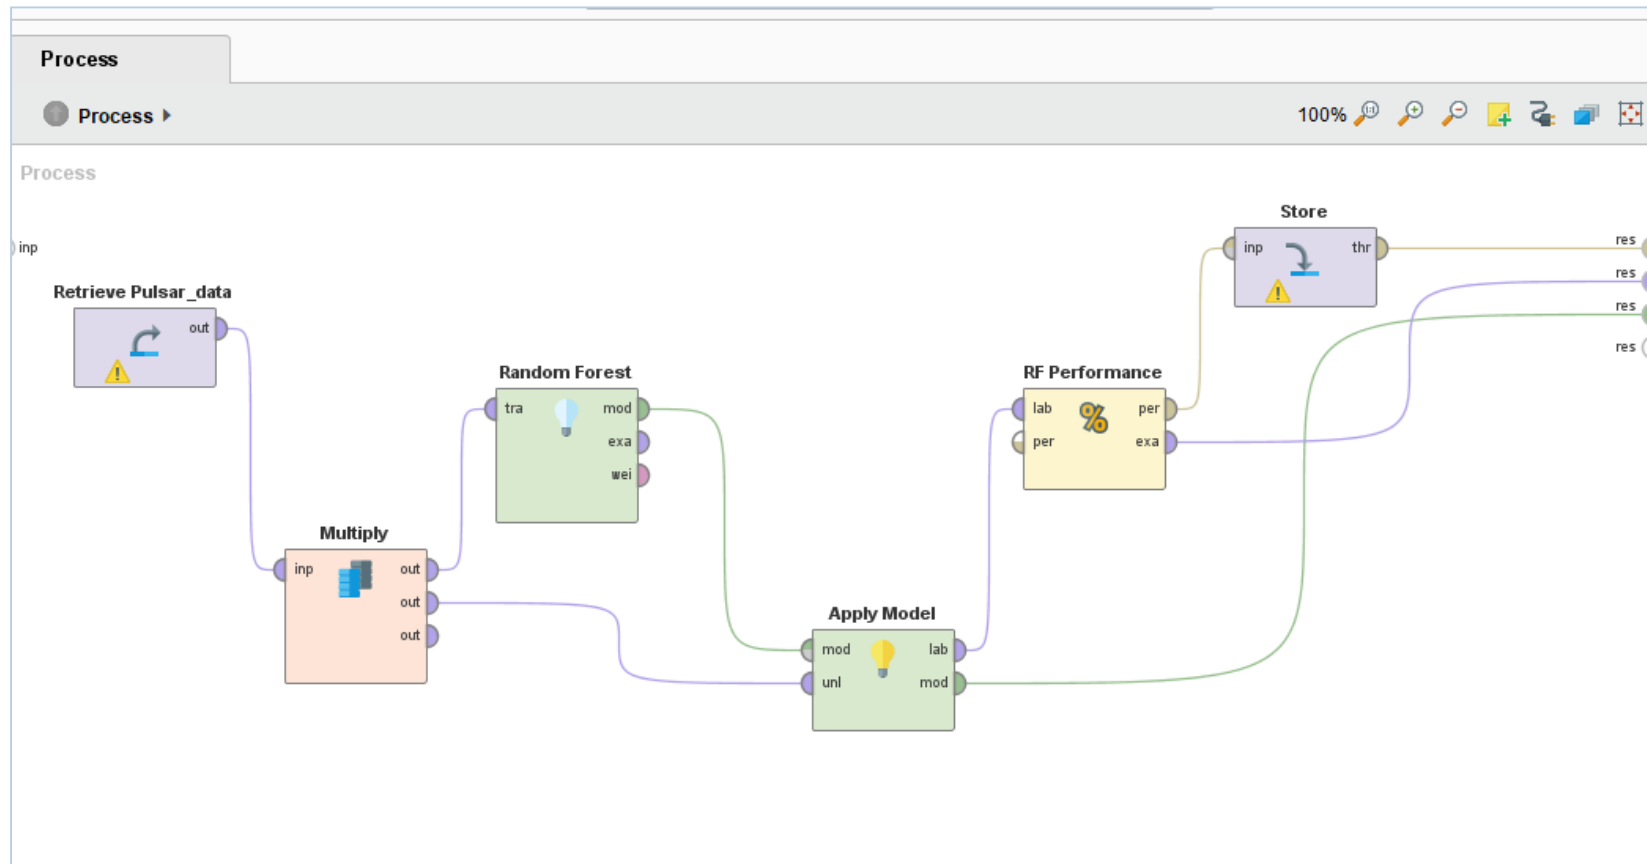 Process
Process
100%
Process
inp
Retrieve Pulsar_data
out
Multiply
inp
out
out
out
Random Forest
tra
mod
exa
wei
Apply Model
mod
lab
unl
mod
RF Performance
lab
per
per
exa
Store
inp
thr
res
res
res
res